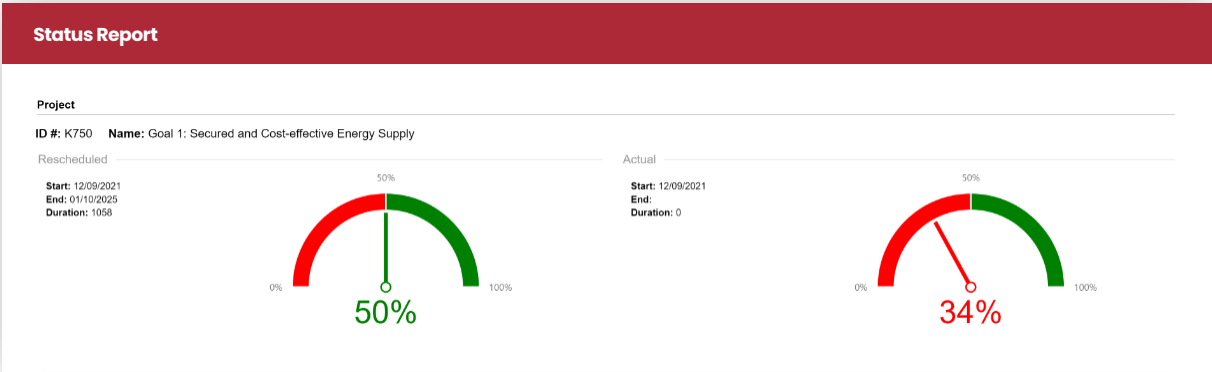 Status Report
Project
ID #: K750 Name: Goal 1: Secured and Cost-effective Energy Supply
Rescheduled
Start: 12/09/2021
End: 01/10/2025
Duration: 1058
50%
0%
100%
50%
Actual
Start: 12/09/2021
End:
Duration: 0
50%
0%
100%
34%